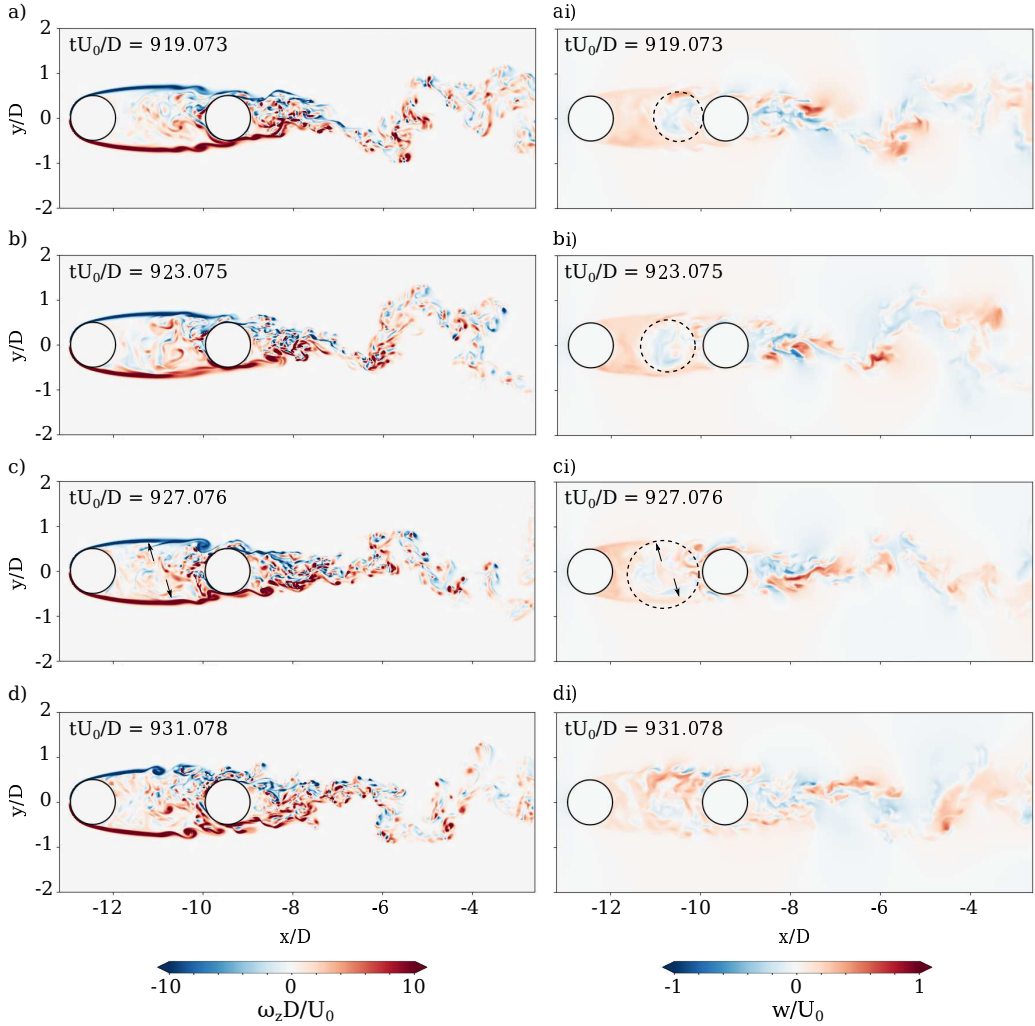 a)
ai)
2
1
0
-1
-2
y/D
tU₀/D = 919.073
tU₀/D = 919.073
b)
bi)
2
1
0
-1
-2
y/D
tU₀/D = 923.075
tU₀/D = 923.075
c)
ci)
2
1
0
-1
-2
y/D
tU₀/D = 927.076
tU₀/D = 927.076
d)
di)
2
1
0
-1
-2
y/D
tU₀/D = 931.078
tU₀/D = 931.078
-12 -10 -8 -6 -4
-12 -10 -8 -6 -4
x/D
x/D
-10 0 10
-1 0 1
ω_zD/U₀
w/U₀